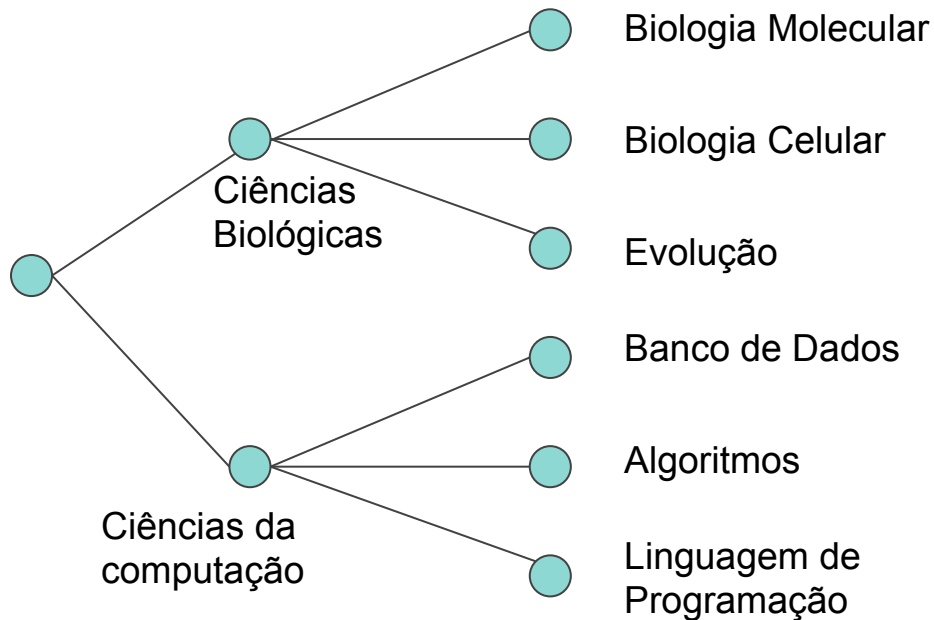 Biologia Molecular
Biologia Celular
Ciências
Biológicas
Evolução
Banco de Dados
Algoritmos
Ciências da
computação
Linguagem de
Programação